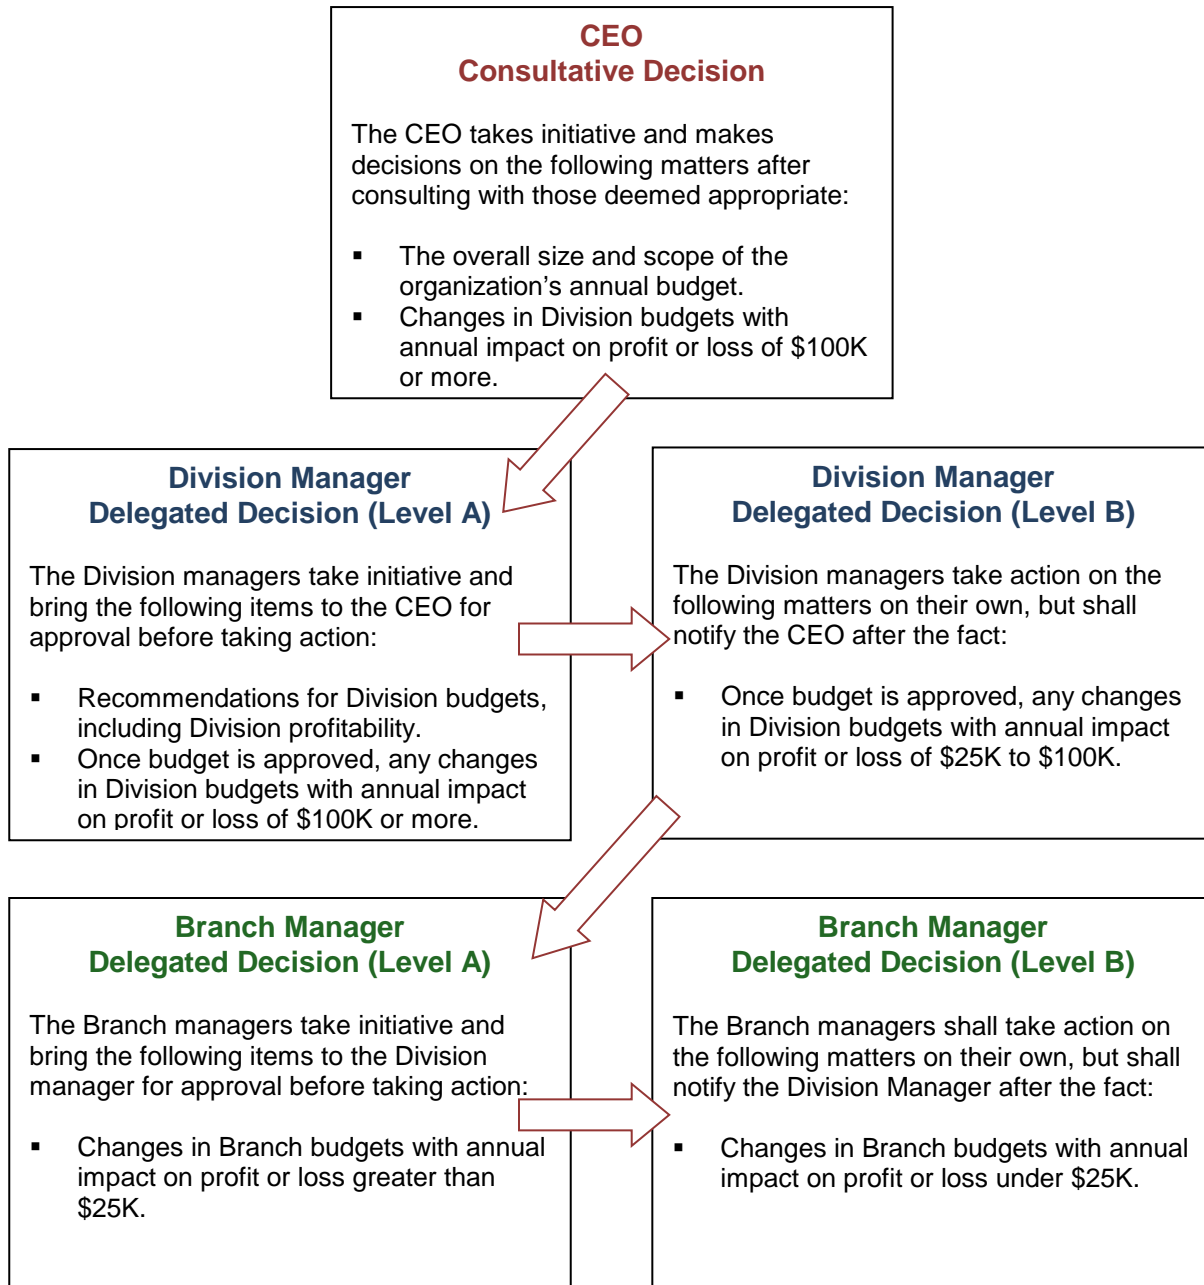 CEO
Consultative Decision
The CEO takes initiative and makes
decisions on the following matters after
consulting with those deemed appropriate:
▪ The overall size and scope of the
organization’s annual budget.
▪ Changes in Division budgets with
annual impact on profit or loss of $100K
or more.
Division Manager
Delegated Decision (Level A)
The Division managers take initiative and
bring the following items to the CEO for
approval before taking action:
▪ Recommendations for Division budgets,
including Division profitability.
▪ Once budget is approved, any changes
in Division budgets with annual impact
on profit or loss of $100K or more.
Division Manager
Delegated Decision (Level B)
The Division managers take action on the
following matters on their own, but shall
notify the CEO after the fact:
▪ Once budget is approved, any changes
in Division budgets with annual impact
on profit or loss of $25K to $100K.
Branch Manager
Delegated Decision (Level A)
The Branch managers take initiative and
bring the following items to the Division
manager for approval before taking action:
▪ Changes in Branch budgets with annual
impact on profit or loss greater than
$25K.
Branch Manager
Delegated Decision (Level B)
The Branch managers shall take action on
the following matters on their own, but shall
notify the Division Manager after the fact:
▪ Changes in Branch budgets with annual
impact on profit or loss under $25K.